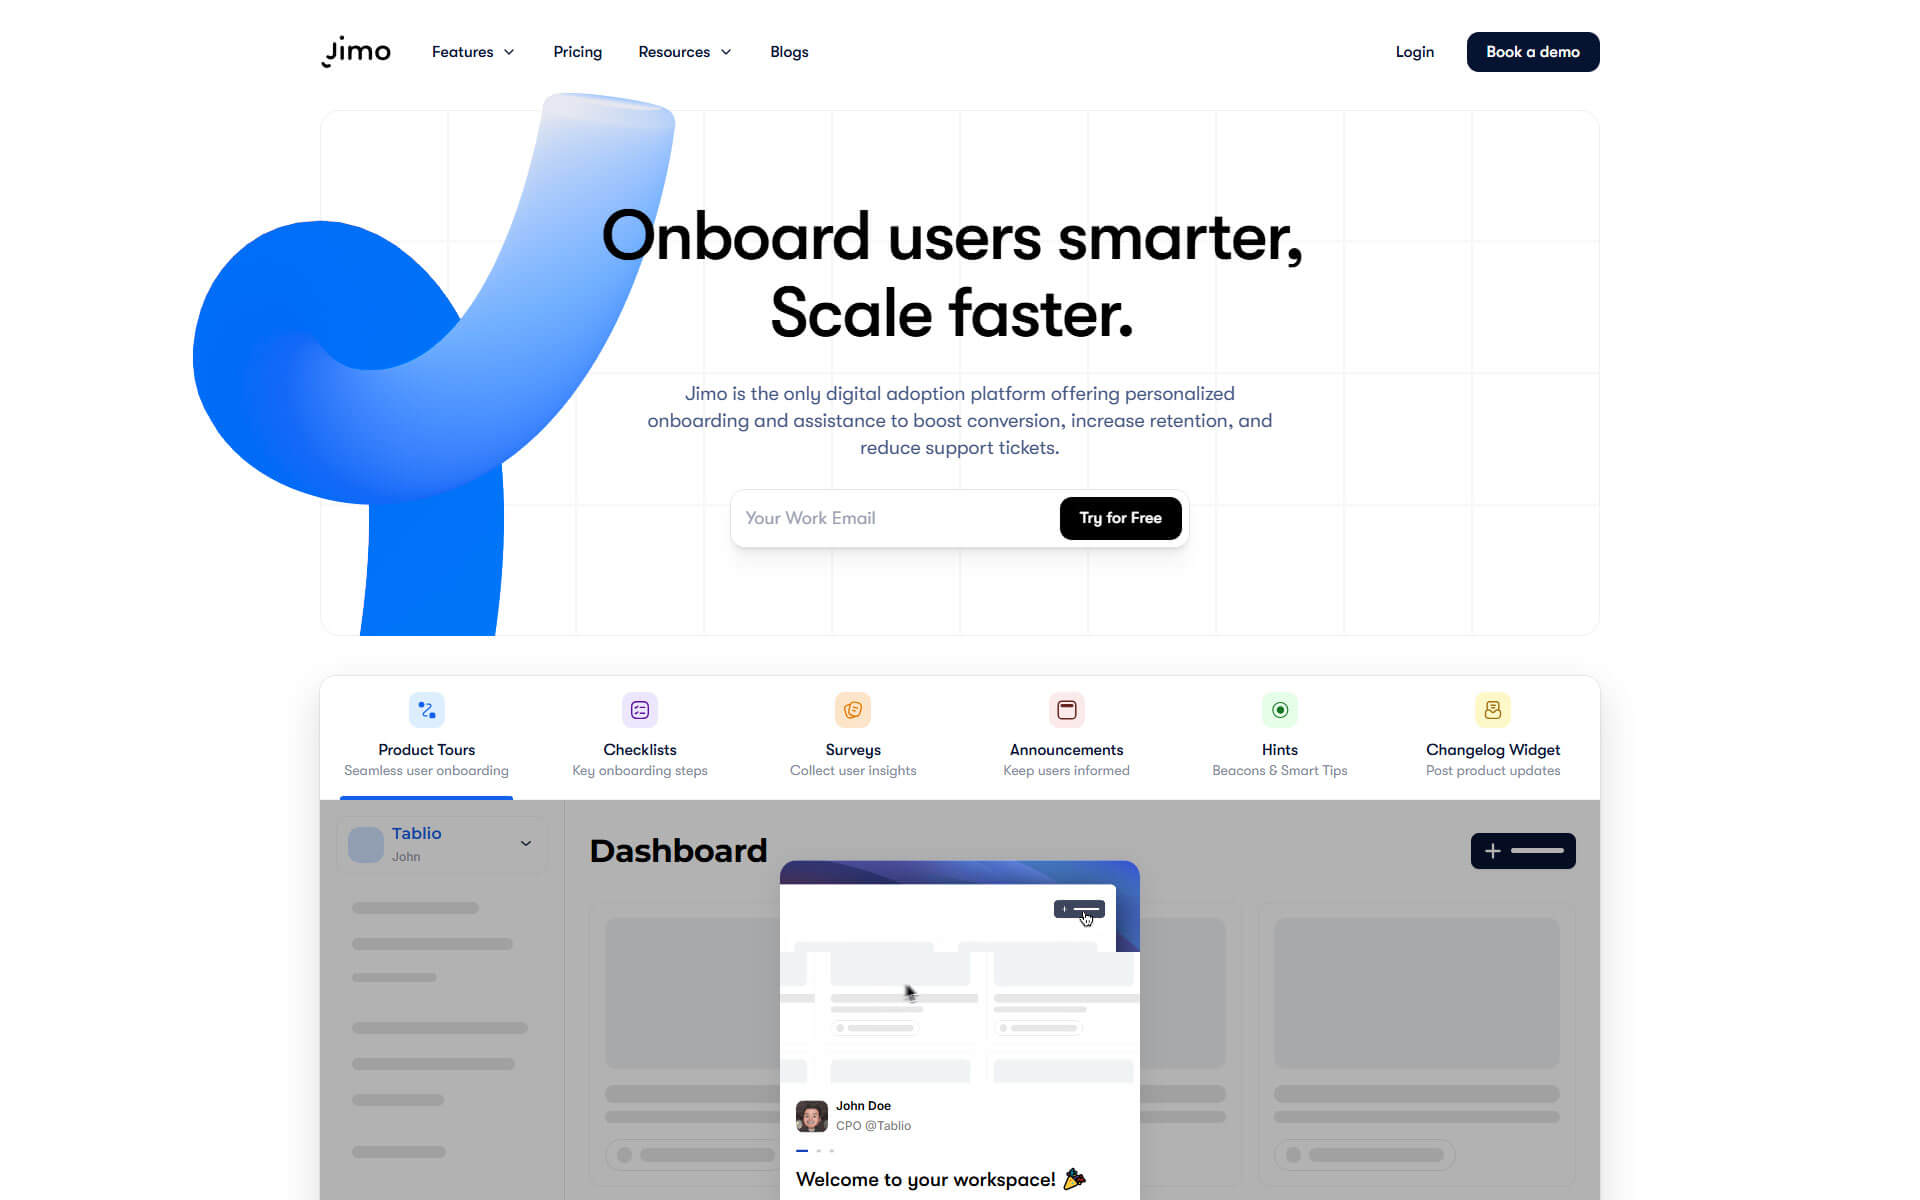 Jimo
Features
Pricing
Resources
Blogs
Login
Book a demo
Onboard users smarter,
Scale faster.
Jimo is the only digital adoption platform offering personalized
onboarding and assistance to boost conversion, increase retention, and
reduce support tickets.
Your Work Email
Try for Free
Product Tours
Seamless user onboarding
Checklists
Key onboarding steps
Surveys
Collect user insights
Announcements
Keep users informed
Hints
Beacons & Smart Tips
Changelog Widget
Post product updates
Tablio
John
Dashboard
John Doe
CPO @Tablio
Welcome to your workspace! 🎉